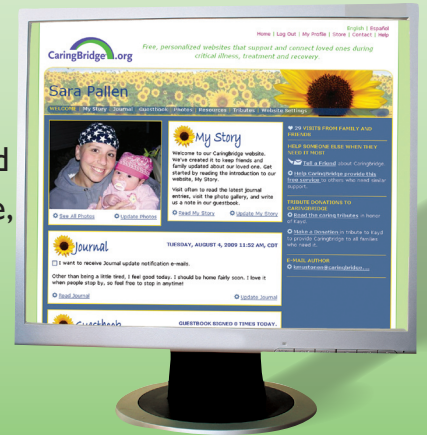 English | Español
Home | Log Out | My Profile | Store | Contact | Help
CaringBridge.org
Free, personalized websites that support and connect loved ones during
critical illness, treatment and recovery.
Sara Pallen
WELCOME | My Story | Journal | Guestbook | Photos | Resources | Tributes | Website Settings
My Story
Welcome to our CaringBridge website.
We've created it to keep friends and
family updated about our loved one. Get
started by reading the introduction to our
website, My Story.
Visit often to read the latest journal
entries, visit the photo gallery, and write
us a note in our guestbook.
Read My Story
Update My Story
See All Photos
Update Photos
29 VISITS FROM FAMILY AND
FRIENDS
HELP SOMEONE ELSE WHEN THEY
NEED IT MOST
Tell a Friend about CaringBridge.
Help CaringBridge provide this
free service to others who need
support.
TRIBUTE DONATIONS TO
CARINGBRIDGE
Read the caring tributes in honor
of Kayd.
Make a Donation in tribute to Kayd
to provide CaringBridge to all families
who need it.
E-MAIL AUTHOR
Journal
TUESDAY, AUGUST 4, 2009 11:52 AM, CDT
I want to receive Journal update notification e-mails.
Other than being a little tired, I feel good today. I should be home fairly soon. I love it
when people stop by, so feel free to stop in anytime!
Read Journal
Update Journal
Guestbook
GUESTBOOK SIGNED 0 TIMES TODAY.
d
e,